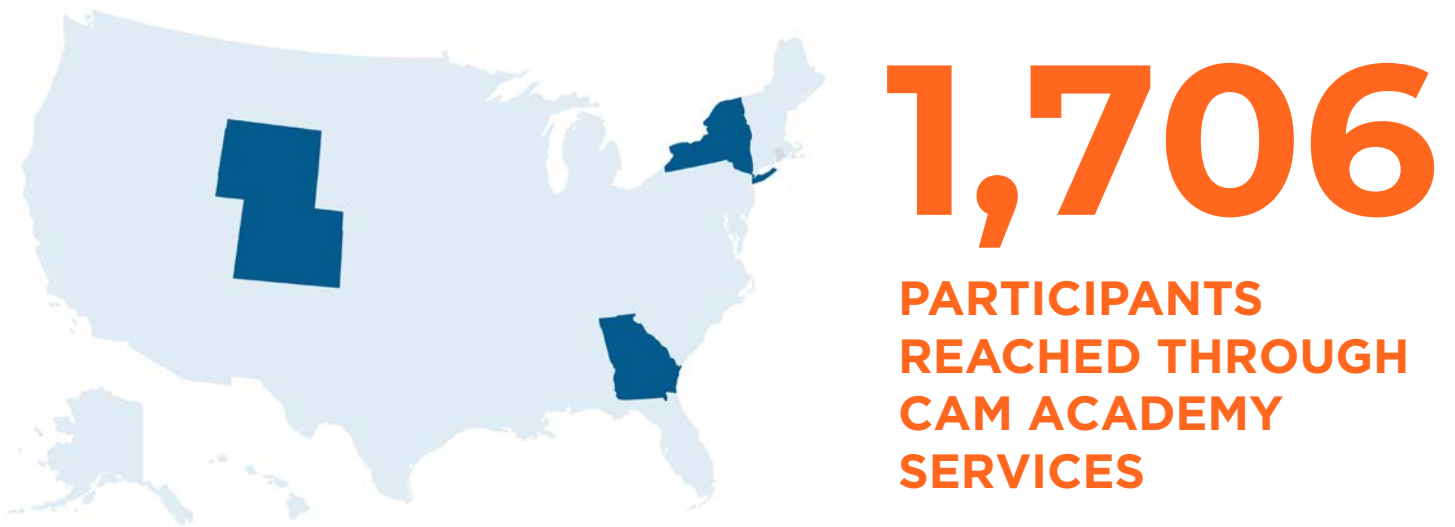 1,706
PARTICIPANTS
REACHED THROUGH
CAM ACADEMY
SERVICES